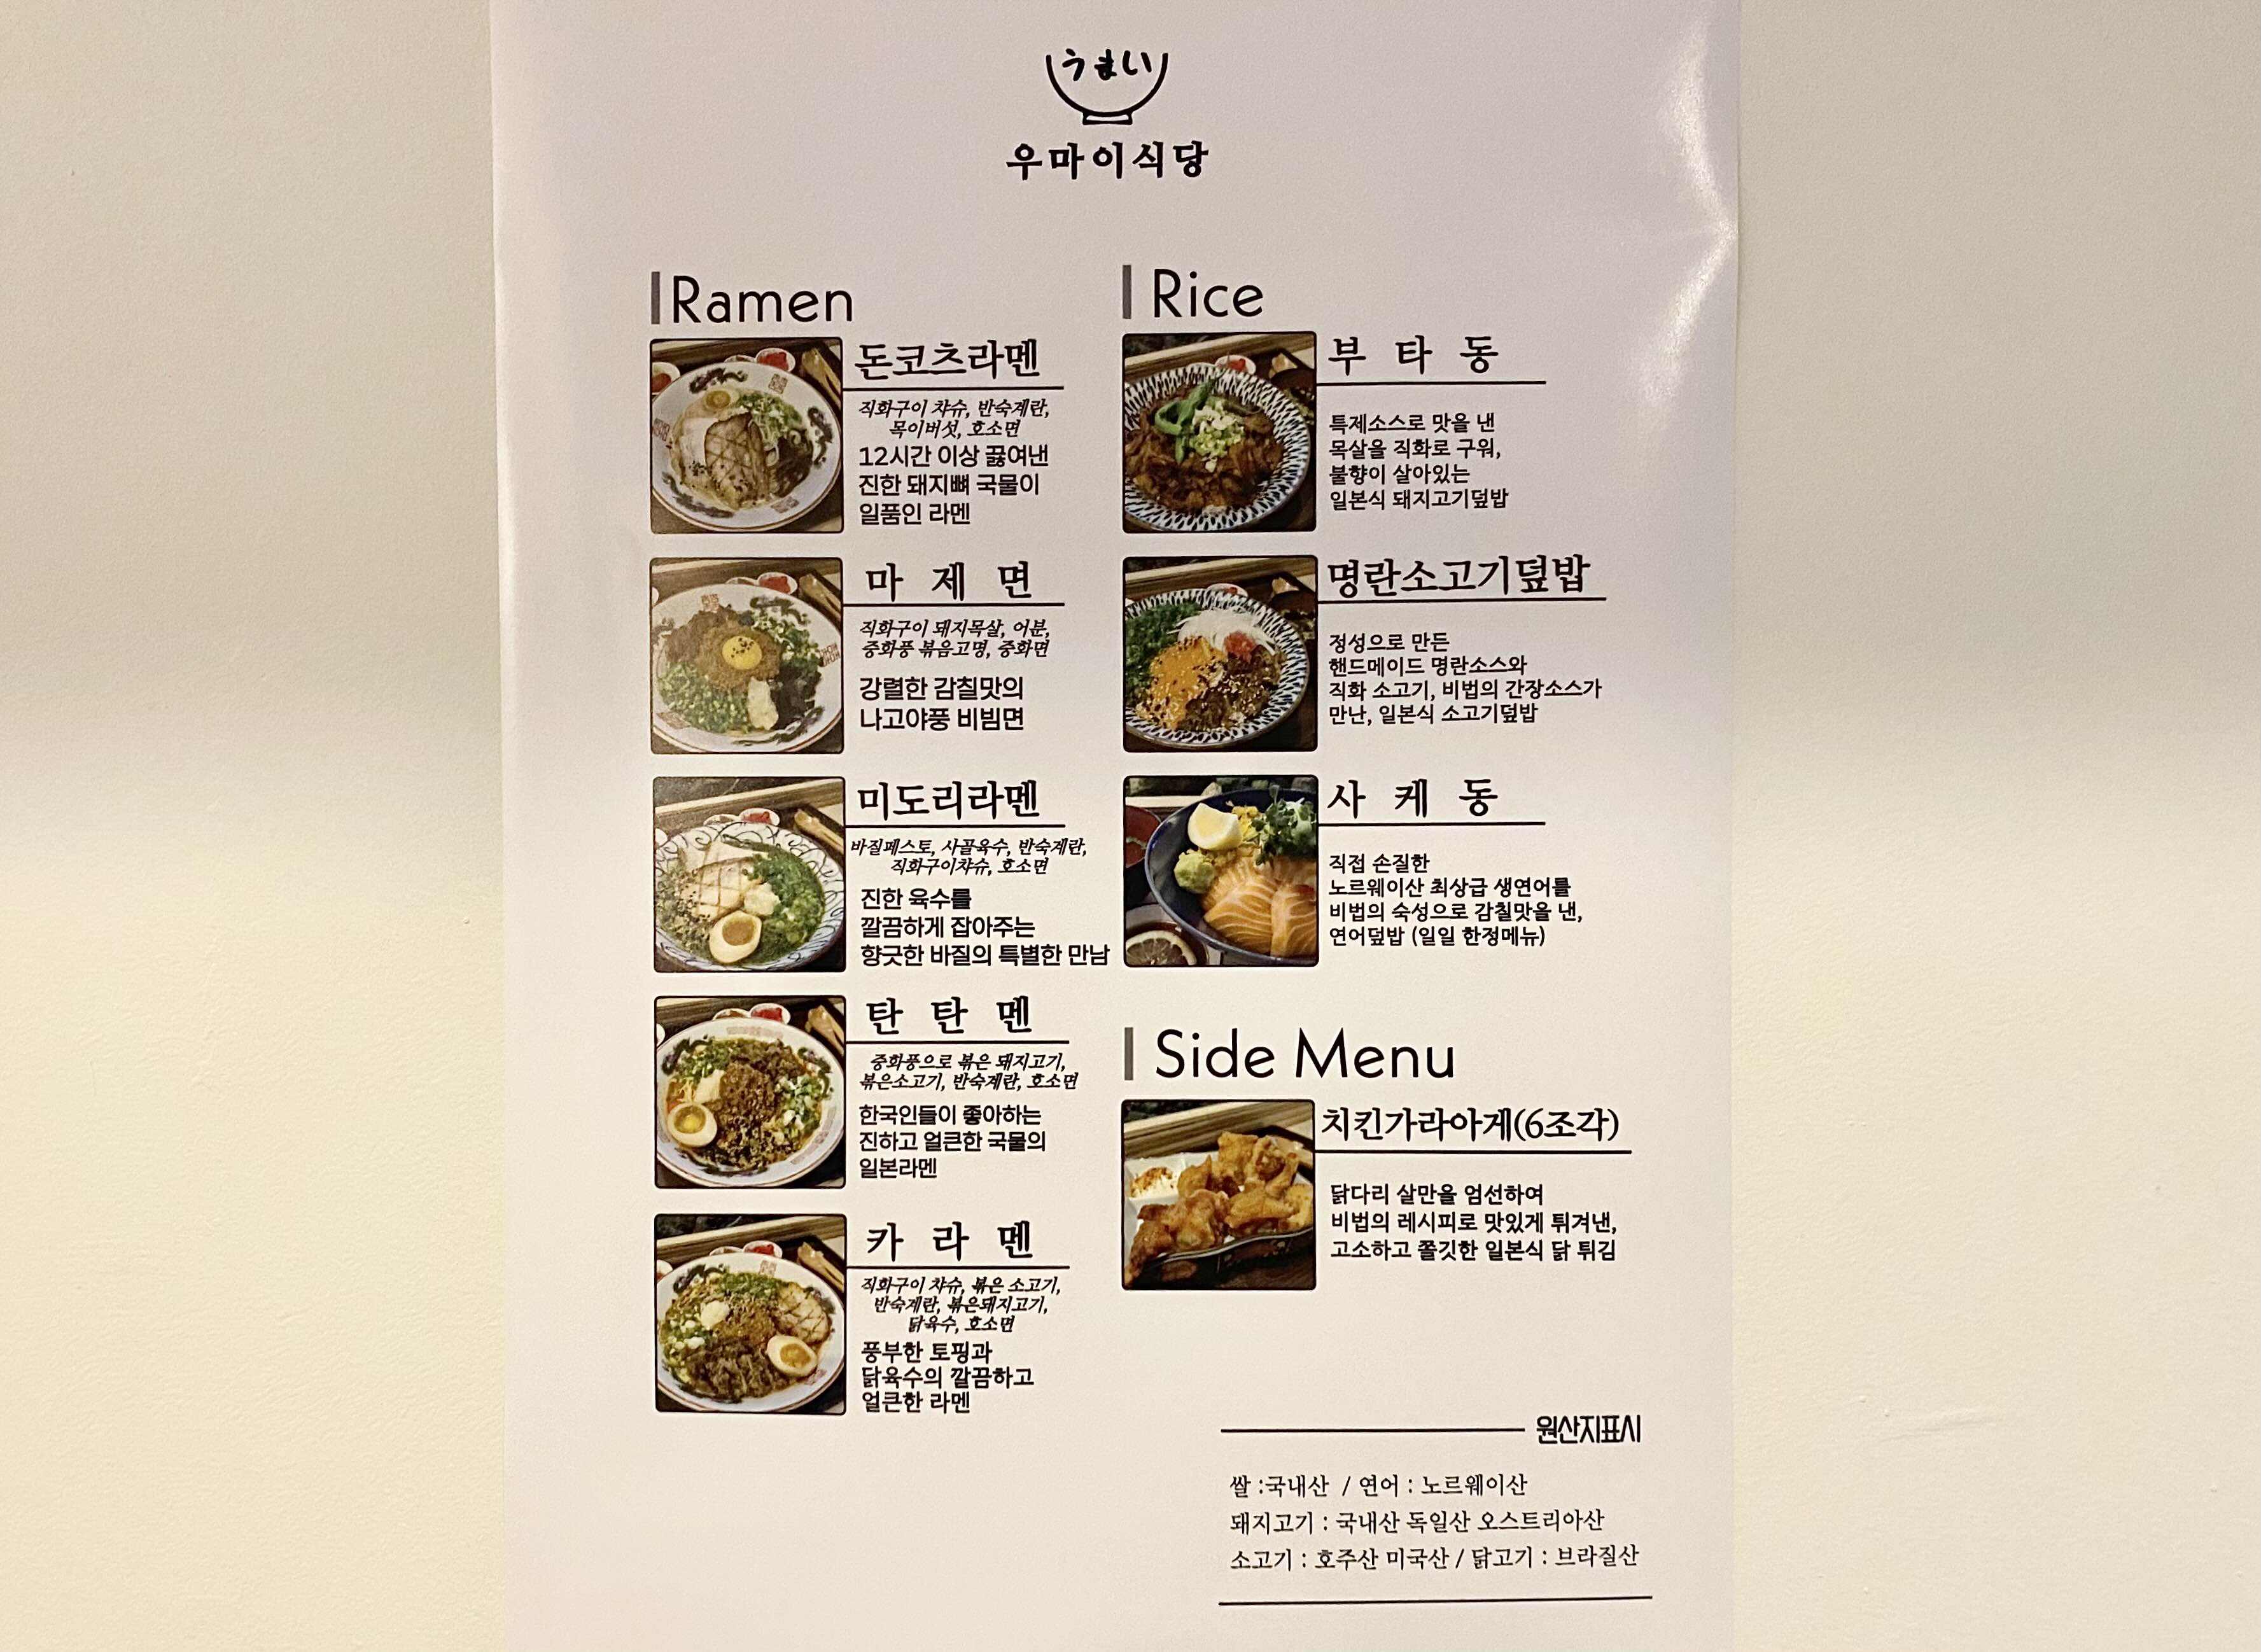 うまい
우마이식당
Ramen
돈코츠라멘
직화구이 챠슈, 반숙계란,
목이버섯, 호소면
12시간 이상 끓여낸
진한 돼지뼈 국물이
일품인 라멘
마 제 면
직화구이 돼지목살, 어분,
중화풍 볶음고명, 중화면
강렬한 감칠맛의
나고야풍 비빔면
미도리라멘
바질페스토, 사골육수, 반숙계란,
직화구이챠슈, 호소면
진한 육수를
깔끔하게 잡아주는
향긋한 바질의 특별한 만남
탄 탄 멘
중화풍으로 볶은 돼지고기,
볶은소고기, 반숙계란, 호소면
한국인들이 좋아하는
진하고 얼큰한 국물의
일본라멘
카 라 멘
직화구이 챠슈, 볶은 소고기,
반숙계란, 볶은돼지고기,
닭육수, 호소면
풍부한 토핑과
닭육수의 깔끔하고
얼큰한 라멘
Rice
부 타 동
특제소스로 맛을 낸
목살을 직화로 구워,
불향이 살아있는
일본식 돼지고기덮밥
명란소고기덮밥
정성으로 만든
핸드메이드 명란소스와
직화 소고기, 비법의 간장소스가
만난, 일본식 소고기덮밥
사 케 동
직접 손질한
노르웨이산 최상급 생연어를
비법의 숙성으로 감칠맛을 낸,
연어덮밥 (일일 한정메뉴)
Side Menu
치킨가라아게(6조각)
닭다리 살만을 엄선하여
비법의 레시피로 맛있게 튀겨낸,
고소하고 쫄깃한 일본식 닭 튀김
원산지표시
쌀 :국내산 / 연어 : 노르웨이산
돼지고기 : 국내산 독일산 오스트리아산
소고기 : 호주산 미국산 / 닭고기 : 브라질산